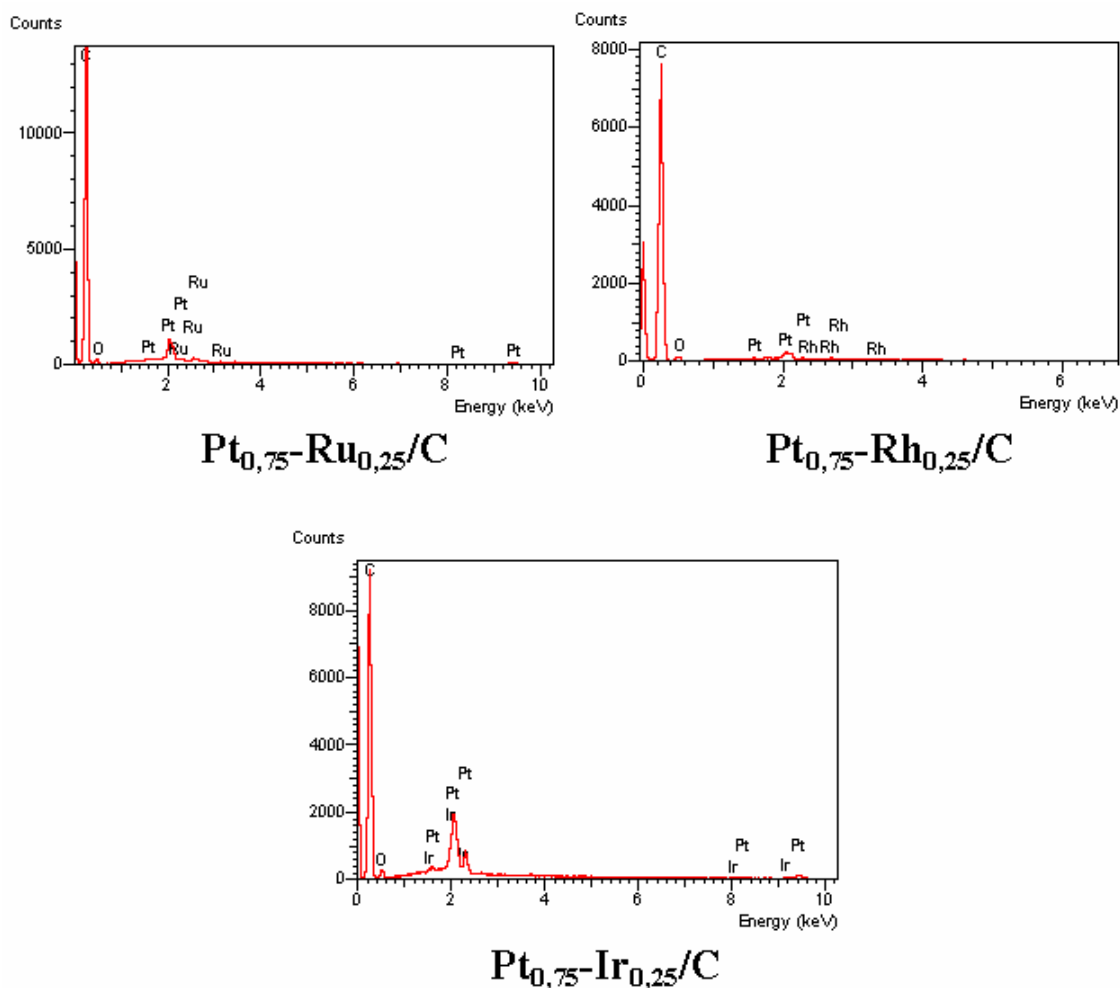 Counts
C
10000
5000
0
O
Pt
Pt
Pt
Ru
Ru
Ru
Ru
Pt
Pt
2
4
6
8
10
Energy (keV)
Pt0,75-Ru0,25/C
Counts
8000
6000
4000
2000
0
C
O
Pt
Pt
Pt
Rh
Rh
Rh
Rh
0
2
4
6
Energy (keV)
Pt0,75-Rh0,25/C
Counts
8000
6000
4000
2000
0
C
O
Pt
Ir
Pt
Pt
Ir
Pt
Ir
Pt
Ir
0
2
4
6
8
10
Energy (keV)
Pt0,75-Ir0,25/C